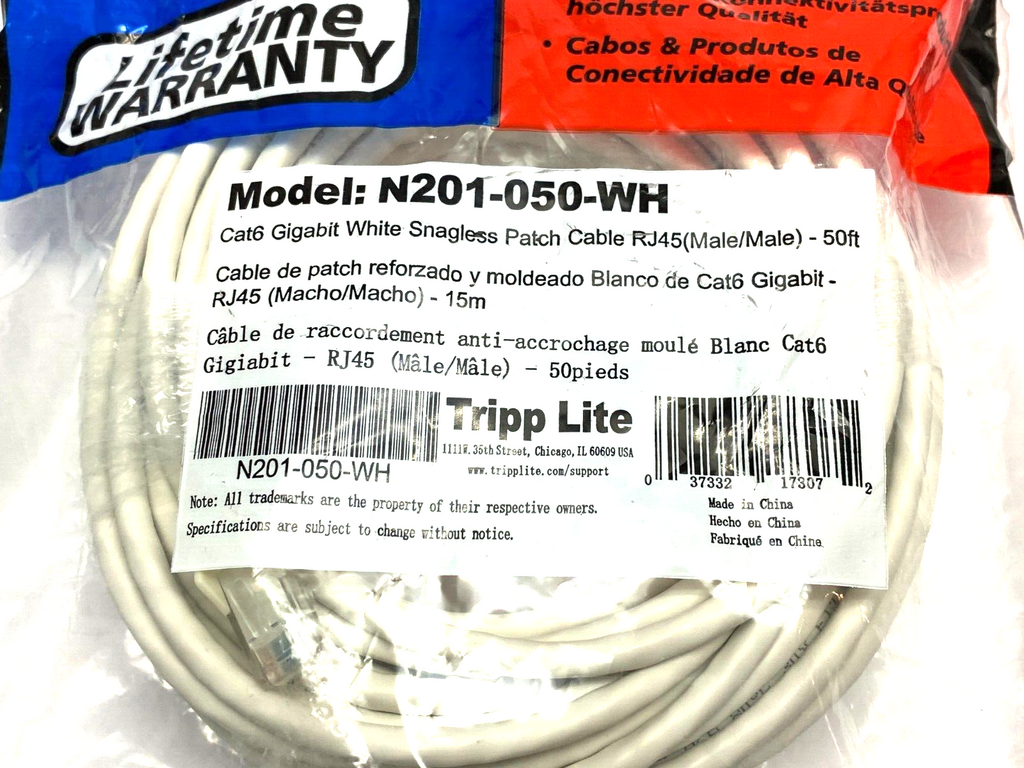 Lifetime
WARRANTY
höchster Qualität
• Cabos & Produtos de
Conectividade de Alta
Model: N201-050-WH
Cat6 Gigabit White Snagless Patch Cable RJ45(Male/Male) - 50ft
Cable de patch reforzado y moldeado Blanco de Cat6 Gigabit -
RJ45 (Macho/Macho) - 15m
Câble de raccordement anti-accrochage moulé Blanc Cat6
Gigiabit - RJ45 (Mâle/Mâle) - 50pieds
Tripp Lite
1111W. 35th Street, Chicago, IL 60609 USA
www.tripplite.com/support
N201-050-WH
0 37332 17307 2
Note: All trademarks are the property of their respective owners.
Specifications are subject to change without notice.
Made in China
Hecho en China
Fabriqué en China